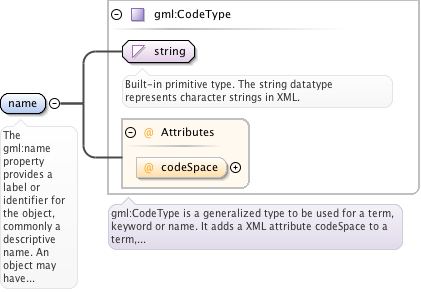 gml:CodeType
string
Built-in primitive type. The string datatype
represents character strings in XML.
name
The
gml:name
property
provides a
label or
identifier for
the object,
commonly a
descriptive
name. An
object may
have...
@ Attributes
@ codeSpace
gml:CodeType is a generalized type to be used for a term,
keyword or name. It adds a XML attribute codeSpace to a
term,...